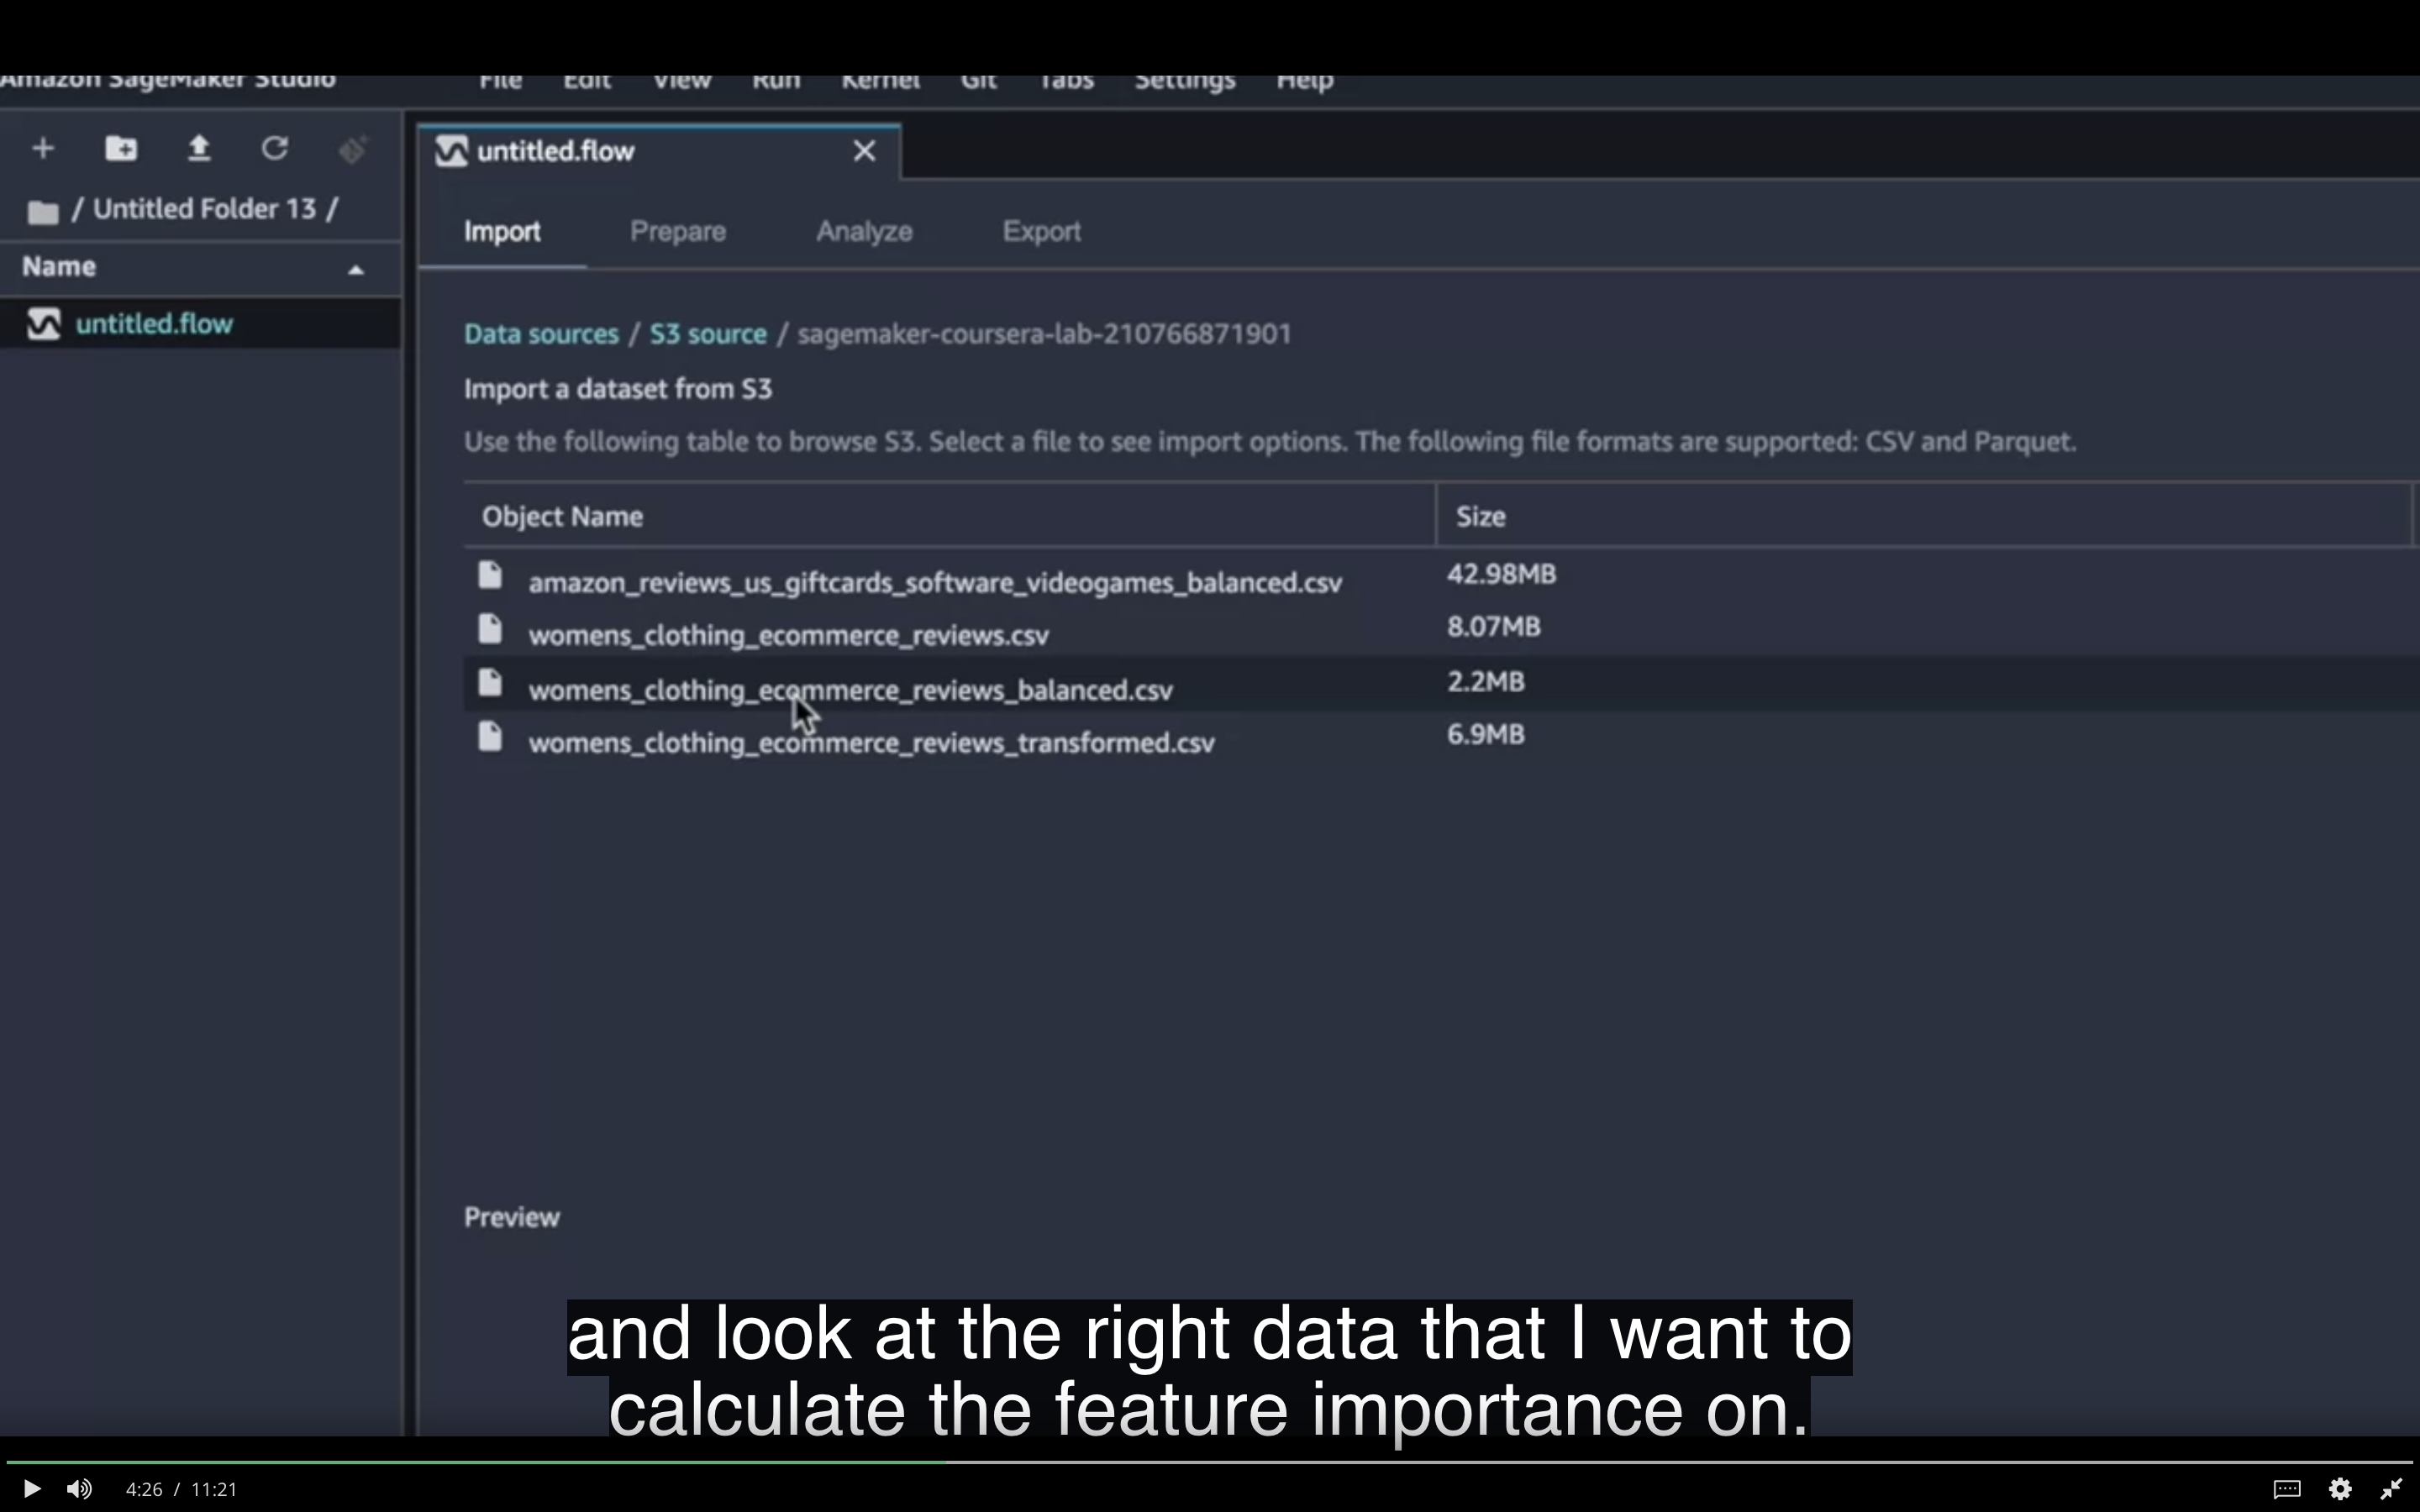 Amazon SageMaker Studio File Edit View Run Kernel Git Tabs Settings Help
untitled.flow
/ Untitled Folder 13 /
Import Prepare Analyze Export
Name
untitled.flow
Data sources / S3 source / sagemaker-coursera-lab-210766871901
Import a dataset from S3
Use the following table to browse S3. Select a file to see import options. The following file formats are supported: CSV and Parquet.
Object Name Size
amazon_reviews_us_giftcards_software_videogames_balanced.csv 42.98MB
womens_clothing_ecommerce_reviews.csv 8.07MB
womens_clothing_ecommerce_reviews_balanced.csv 2.2MB
womens_clothing_ecommerce_reviews_transformed.csv 6.9MB
Preview
and look at the right data that I want to
calculate the feature importance on.
4:26 / 11:21